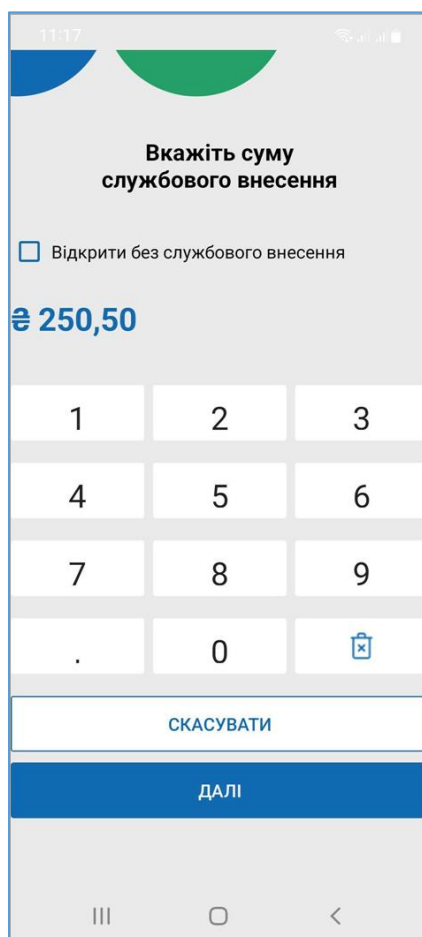 11:17
Вкажіть суму
службового внесення
Відкрити без службового внесення
₴ 250,50
1 2 3
4 5 6
7 8 9
. 0
СКАСУВАТИ
ДАЛІ